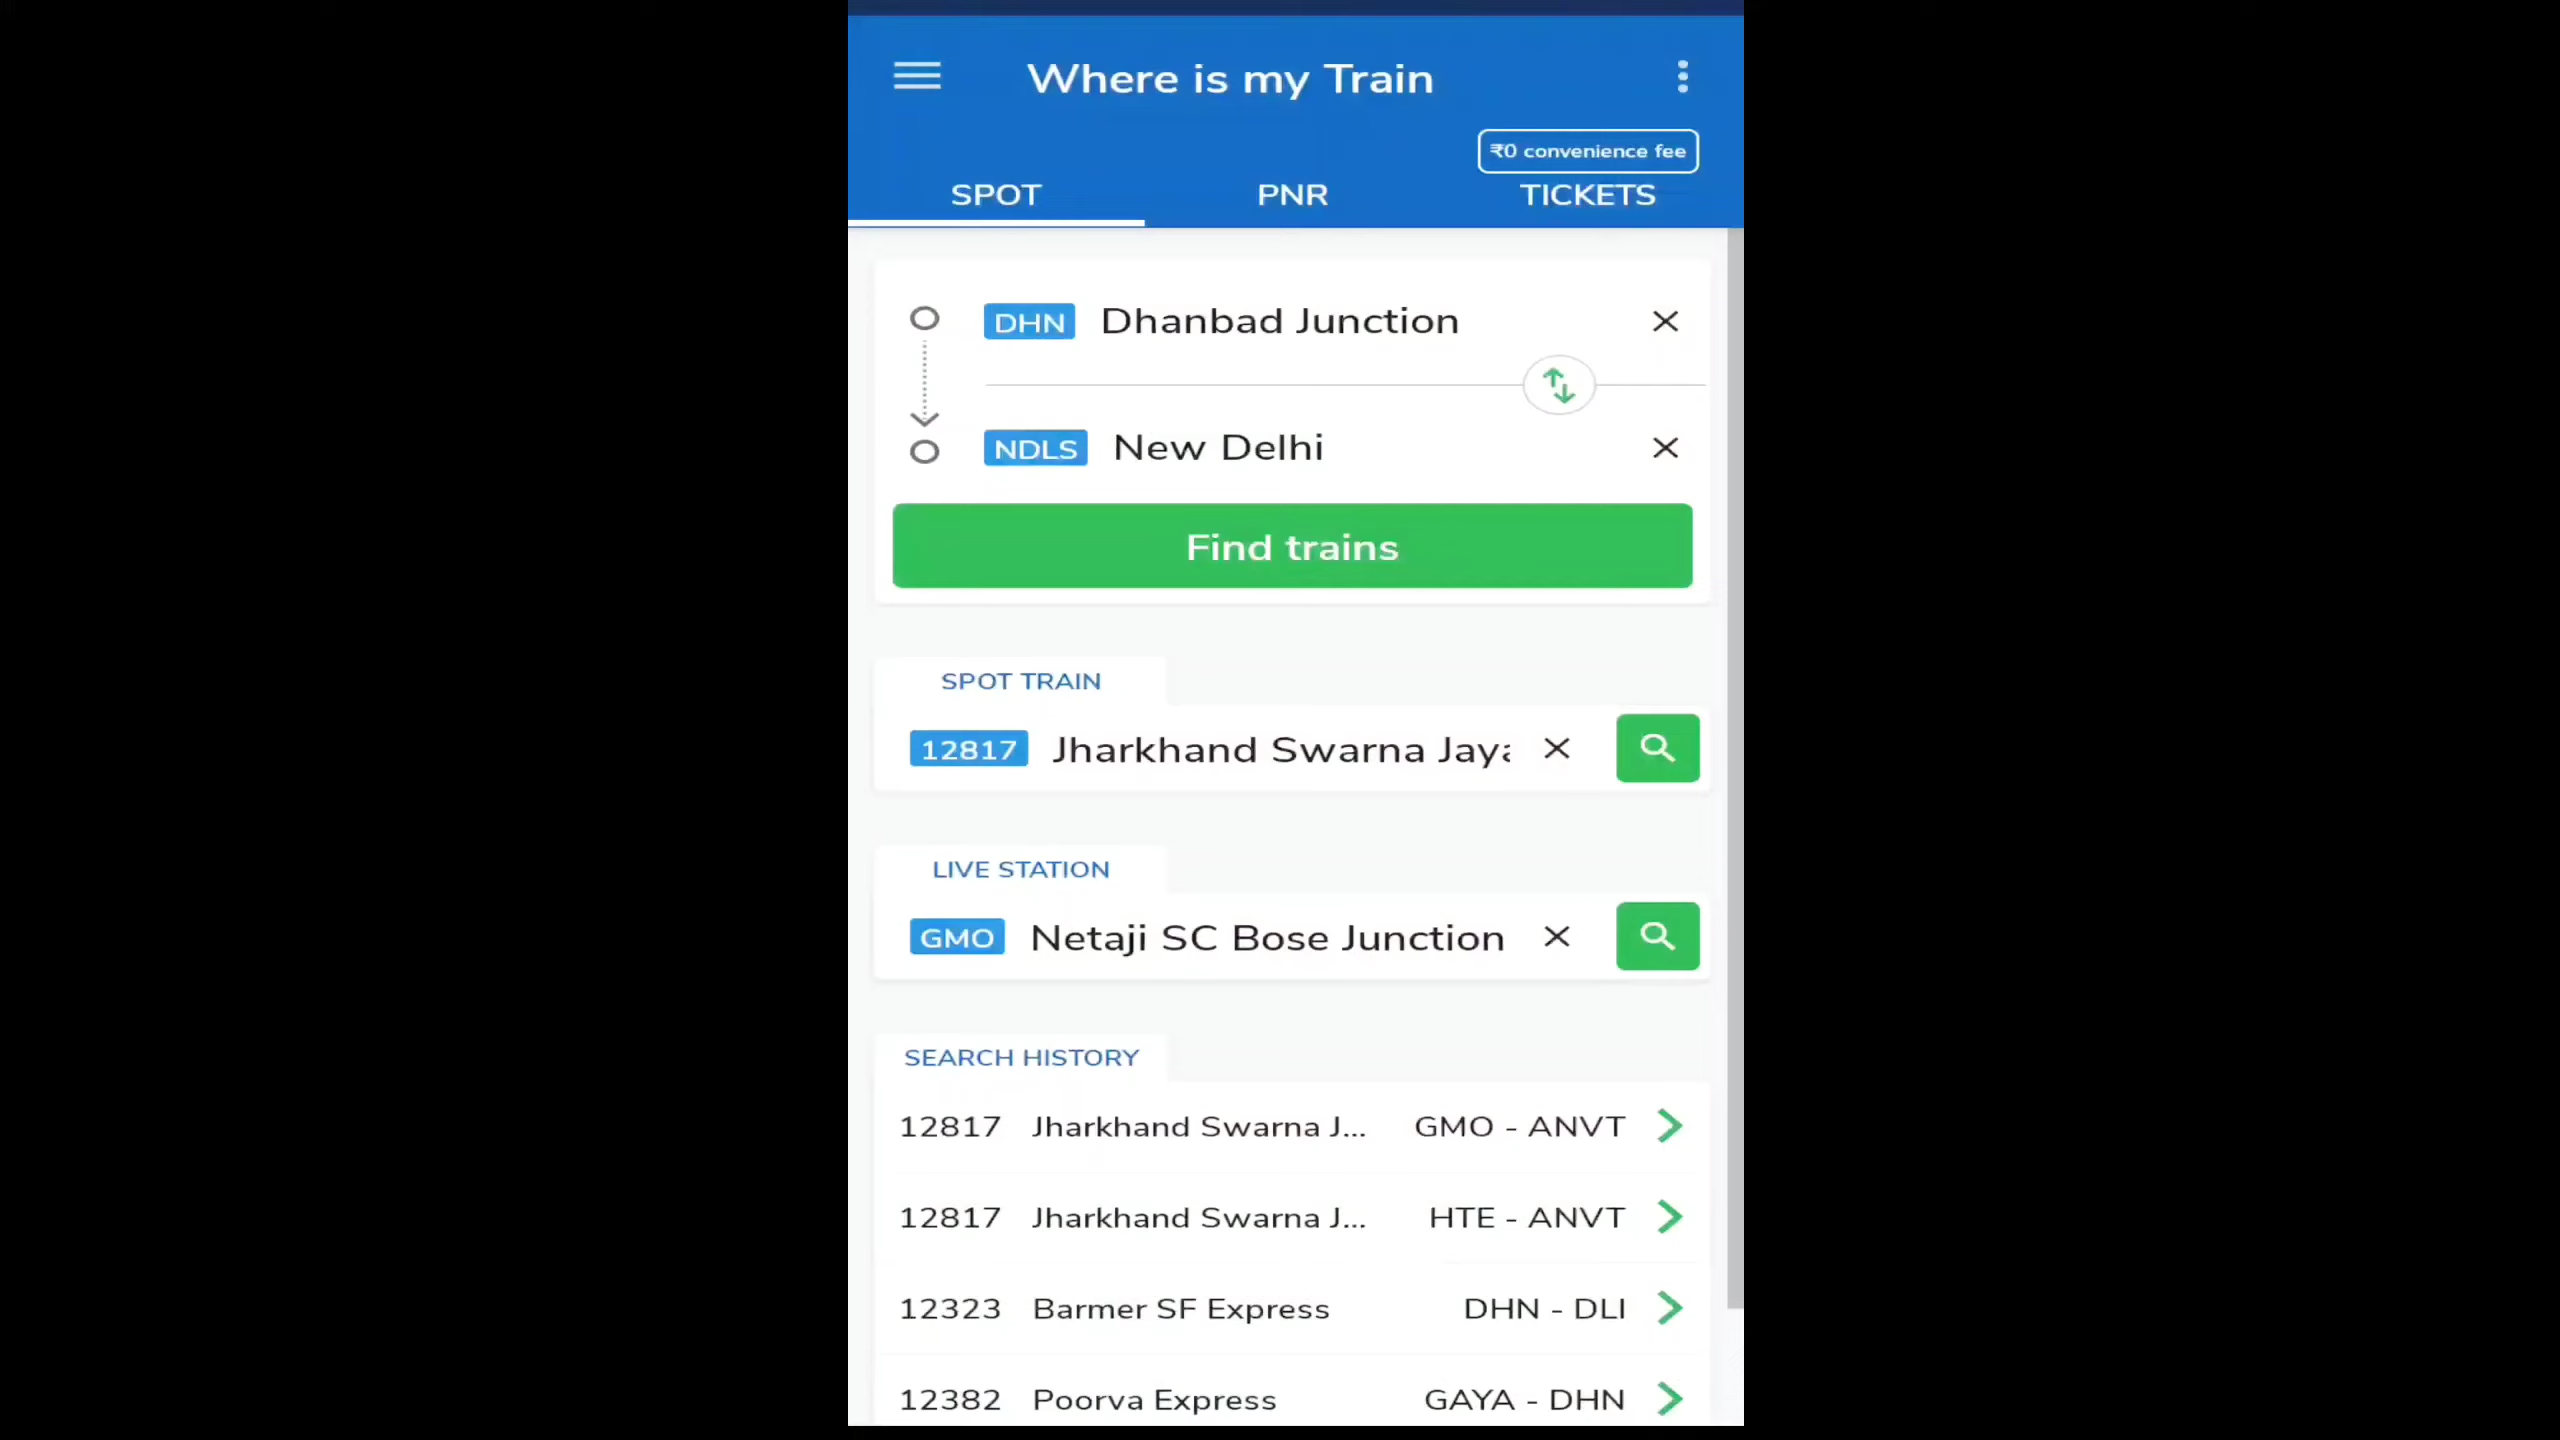 Where is my Train
₹0 convenience fee
SPOT PNR TICKETS
DHN Dhanbad Junction
NDLS New Delhi
Find trains
SPOT TRAIN
12817 Jharkhand Swarna Jaya
LIVE STATION
GMO Netaji SC Bose Junction
SEARCH HISTORY
12817 Jharkhand Swarna J... GMO - ANVT
12817 Jharkhand Swarna J... HTE - ANVT
12323 Barmer SF Express DHN - DLI
12382 Poorva Express GAYA - DHN